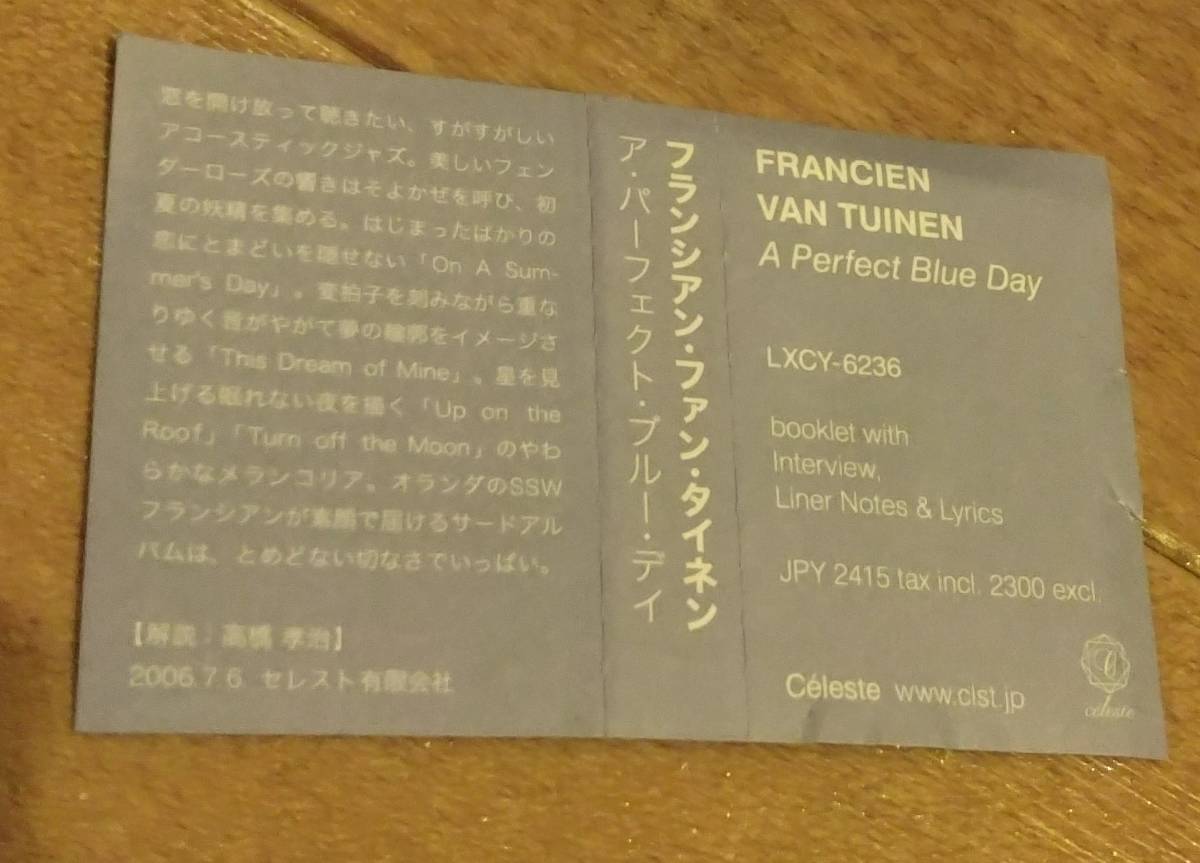 窓を開け放って聴きたい、すがすがしい
アコースティックジャズ。美しいフェン
ダーローズの響きはそよかぜを呼び、初
夏の妖精を集める。はじまったばかりの
恋にとまどいを隠せない「On A Sum-
mer's Day」。変拍子を刻みながら重な
りゆく音がやがて夢の輪郭をイメージさ
せる「This Dream of Mine」。星を見
上げる眠れない夜を描く「Up on the
Roof」「Turn off the Moon」のやわ
らかなメランコリア。オランダのSSW
フランシアンが素顔で届けるサードアル
バムは、とめどない切なさでいっぱい。
【解説：高橋 孝治】
2006.7.6 セレスト有限会社
フランシアン・ファン・タイネン
ア・パーフェクト・ブルー・デイ
FRANCIEN
VAN TUINEN
A Perfect Blue Day
LXCY-6236
booklet with
Interview,
Liner Notes & Lyrics
JPY 2415 tax incl. 2300 excl.
Céleste www.clst.jp
céleste